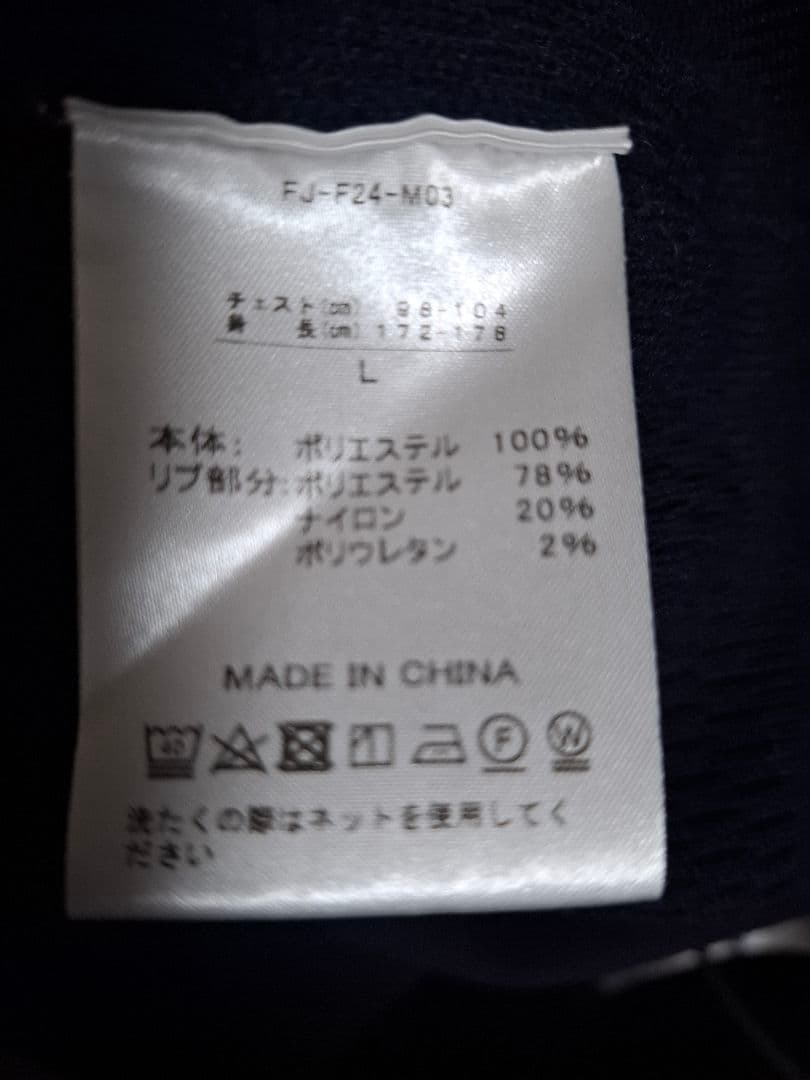 FJ-F24-M03
チェスト(cm) 98-104
身 長(cm) 172-178
L
本体: ポリエステル 100%
リブ部分:ポリエステル 78%
ナイロン 20%
ポリウレタン 2%
MADE IN CHINA
40 F W
洗たくの際はネットを使用してく
ださい